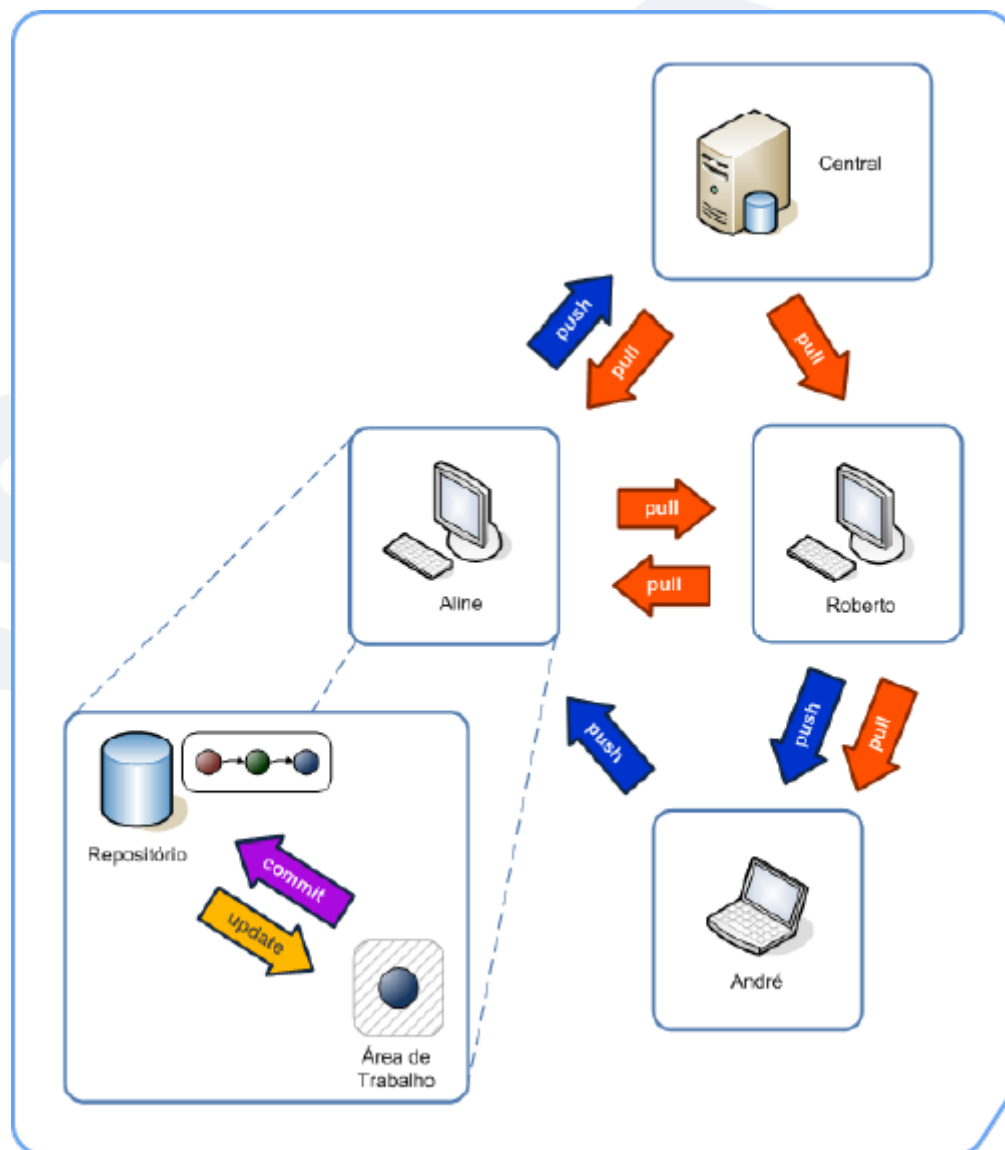 Central
push
pull
pull
pull
pull
Aline
Roberto
push
push
pull
Repositório
commit
update
André
Área de
Trabalho